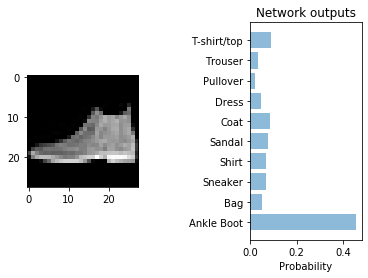 Network outputs
T-shirt/top
Trouser
Pullover
Dress
Coat
Sandal
Shirt
Sneaker
Bag
Ankle Boot
0
10
20
0 10 20
0.0 0.2 0.4
Probability